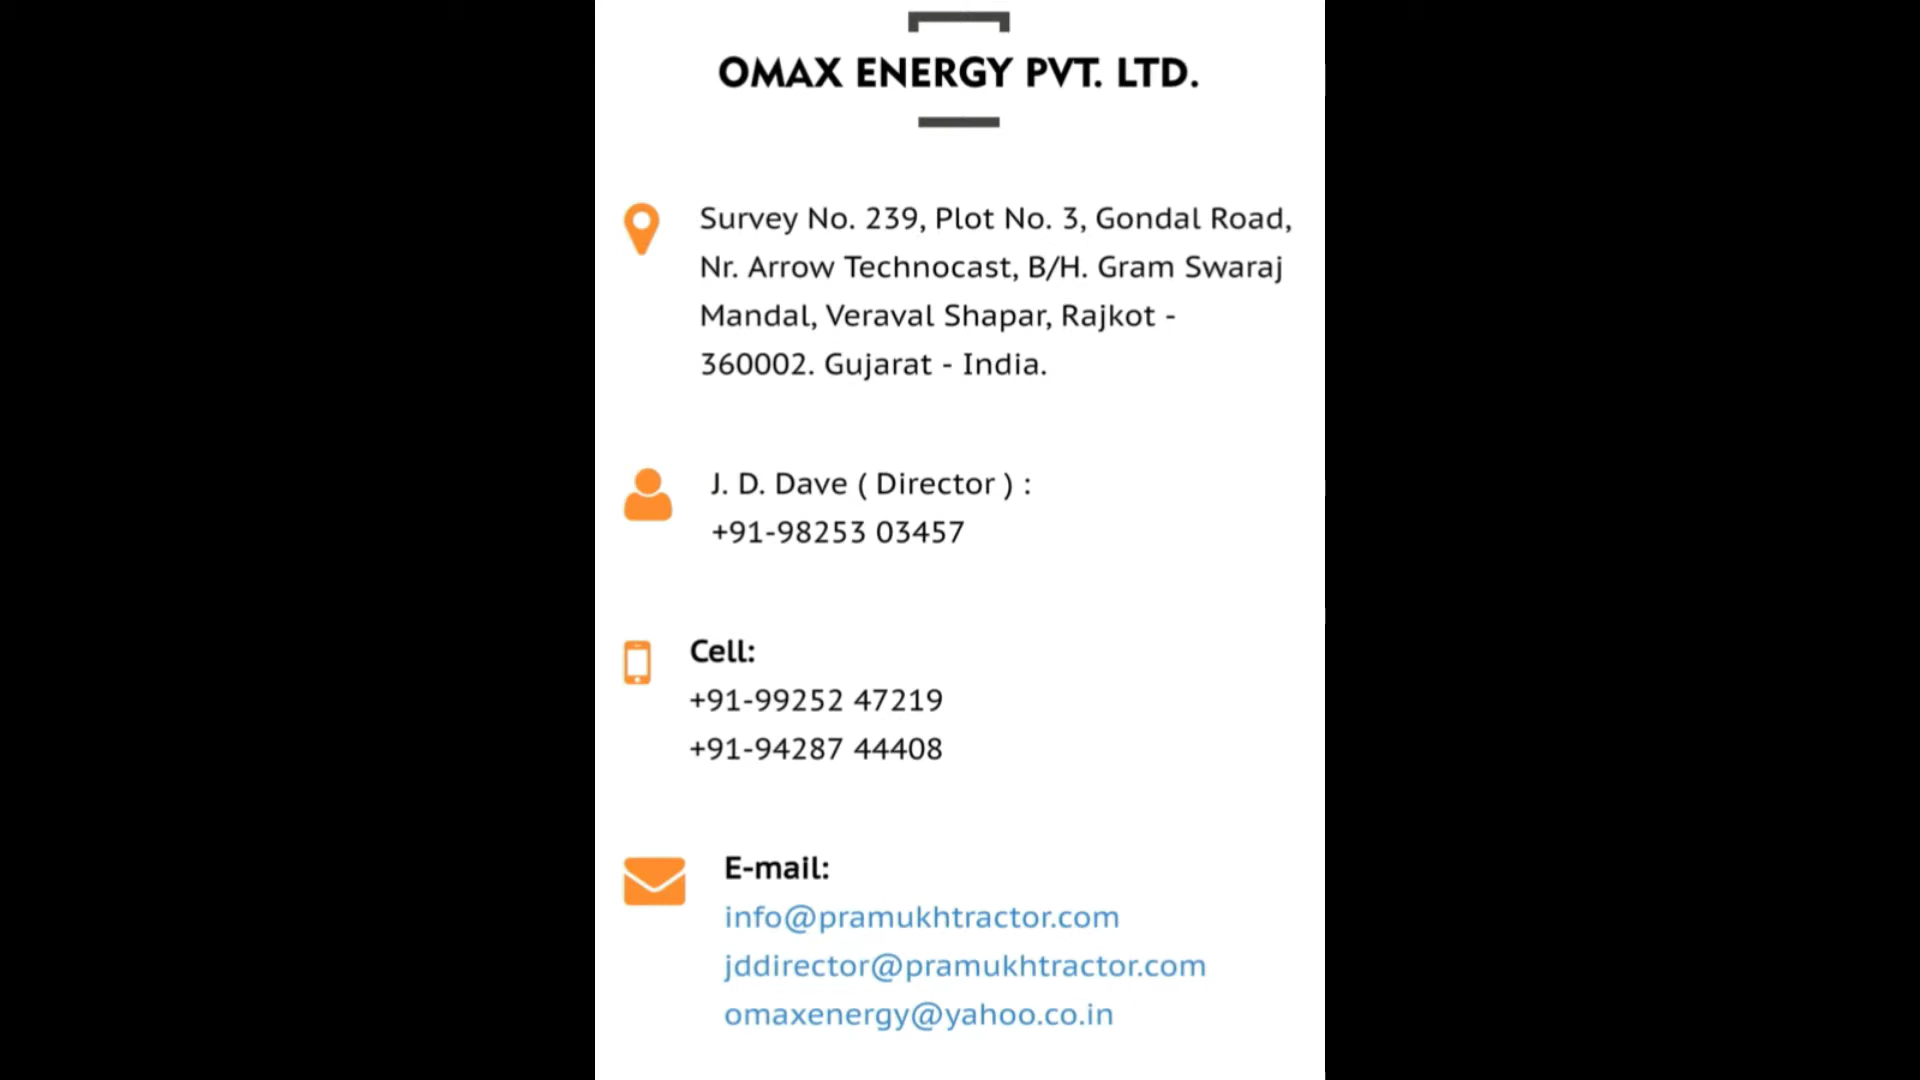 OMAX ENERGY PVT. LTD.
Survey No. 239, Plot No. 3, Gondal Road,
Nr. Arrow Technocast, B/H. Gram Swaraj
Mandal, Veraval Shapar, Rajkot -
360002. Gujarat - India.
J. D. Dave ( Director ) :
+91-98253 03457
Cell:
+91-99252 47219
+91-94287 44408
E-mail:
info@pramukhtractor.com
jddirector@pramukhtractor.com
omaxenergy@yahoo.co.in